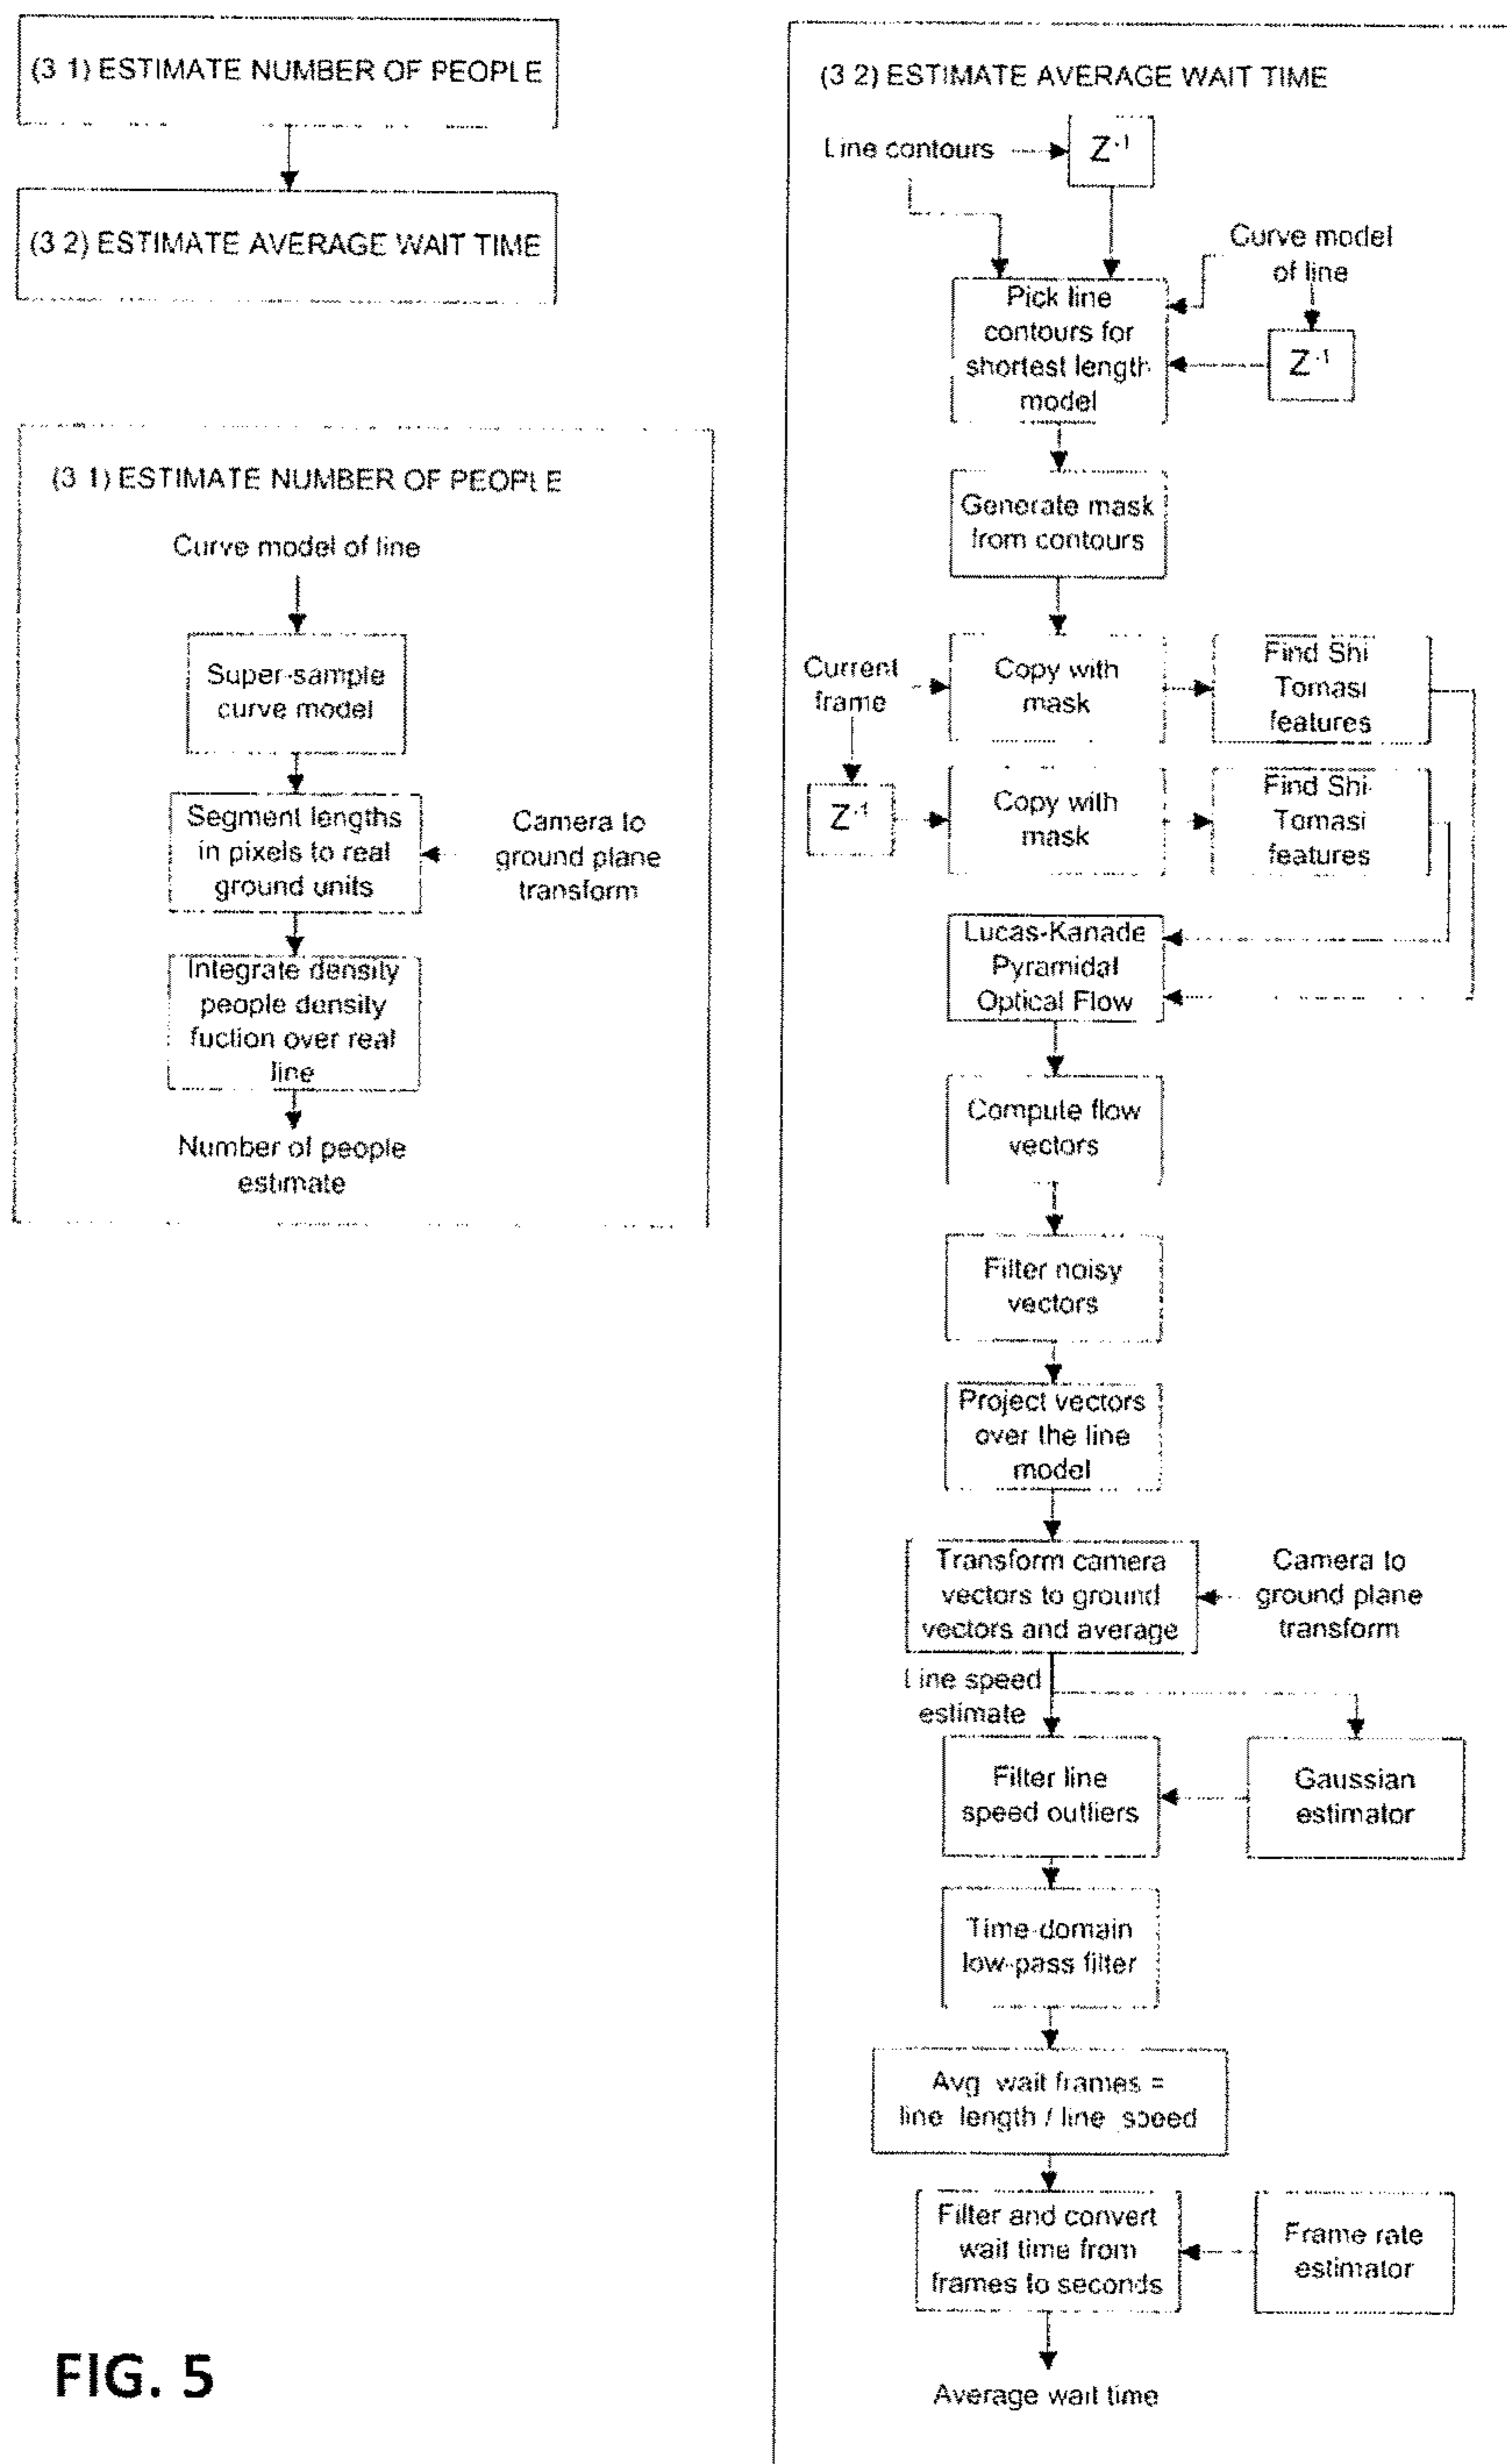 (3 1) ESTIMATE NUMBER OF PEOPLE
(3 2) ESTIMATE AVERAGE WAIT TIME
(3 1) ESTIMATE NUMBER OF PEOPLE
Curve model of line
Super-sample
curve model
Segment lengths
in pixels to real
ground units
Camera to
ground plane
transform
Integrate density
people density
fuction over real
line
Number of people
estimate
(3 2) ESTIMATE AVERAGE WAIT TIME
Line contours
Z-1
Curve model
of line
Pick line
contours for
shortest length
model
Z-1
Generate mask
from contours
Current
frame
Copy with
mask
Find Shi
Tomasi
features
Z-1
Copy with
mask
Find Shi-
Tomasi
features
Lucas-Kanade
Pyramidal
Optical Flow
Compute flow
vectors
Filter noisy
vectors
Project vectors
over the line
model
Transform camera
vectors to ground
vectors and average
Camera to
ground plane
transform
Line speed
estimate
Filter line
speed outliers
Gaussian
estimator
Time-domain
low-pass filter
Avg wait frames =
line length / line speed
Filter and convert
wait time from
frames to seconds
Frame rate
estimator
Average wait time
FIG. 5